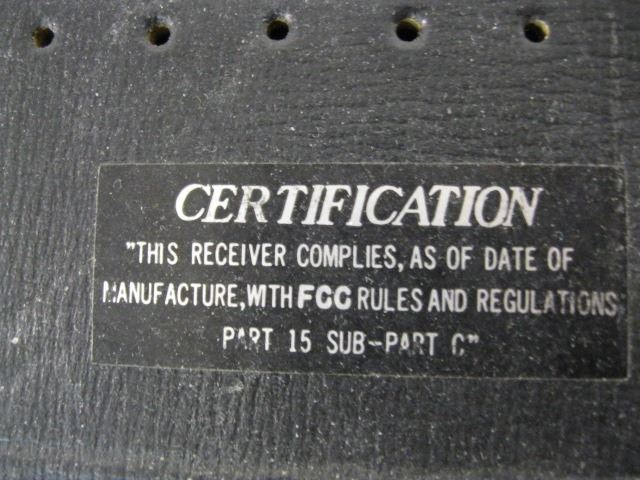 CERTIFICATION
"THIS RECEIVER COMPLIES, AS OF DATE OF
MANUFACTURE, WITH FCC RULES AND REGULATIONS
PART 15 SUB-PART C"